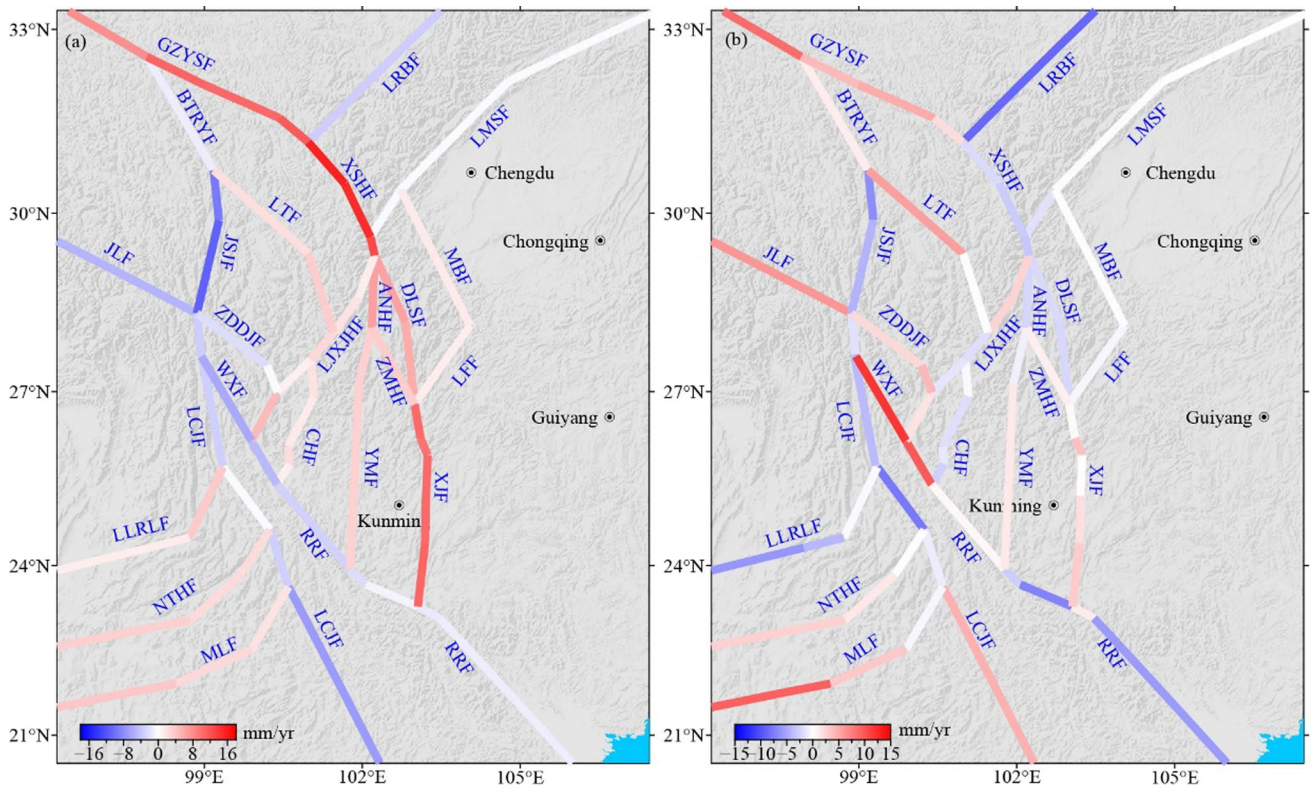 33°N
30°N
27°N
24°N
21°N
(a)
GZYSF
LRBF
BTRYF
LMSF
XSHF
Chengdu
LTF
Chongqing
JSJF
JLF
MBF
ANHF
DLSF
ZDDJF
LJXJHF
WXF
ZMHF
LFF
LCJF
Guiyang
CHF
YMF
XJF
Kunmin
LLRLF
RRF
NTHF
LCJF
MLF
RRF
−16 −8 0 8 16
mm/yr
99°E 102°E 105°E
(b)
GZYSF
LRBF
BTRYF
LMSF
XSHF
Chengdu
LTF
Chongqing
JSJF
JLF
MBF
ANHF
DLSF
ZDDJF
LJXJHF
WXF
ZMHF
LFF
LCJF
Guiyang
CHF
YMF
XJF
Kunming
LLRLF
RRF
NTHF
LCJF
MLF
RRF
−15 −10 −5 0 5 10 15
mm/yr
33°N
30°N
27°N
24°N
21°N
99°E 102°E 105°E